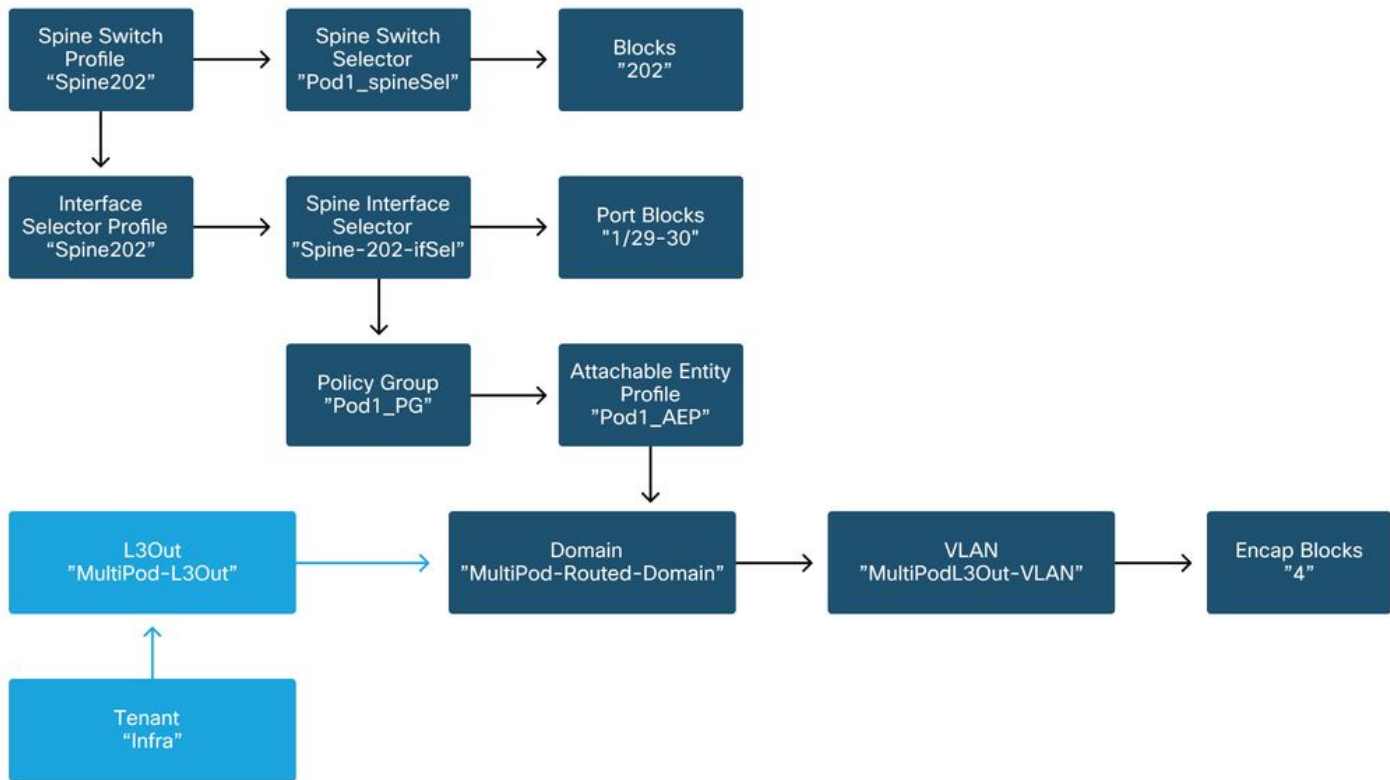 Spine Switch
Profile
“Spine202”
Spine Switch
Selector
”Pod1_spineSel”
Blocks
”202”
Interface
Selector Profile
“Spine202”
Spine Interface
Selector
”Spine-202-ifSel”
Port Blocks
"1/29-30"
Policy Group
”Pod1_PG”
Attachable Entity
Profile
”Pod1_AEP”
L3Out
”MultiPod-L3Out”
Domain
”MultiPod-Routed-Domain”
VLAN
”MultiPodL3Out-VLAN”
Encap Blocks
”4”
Tenant
“Infra”